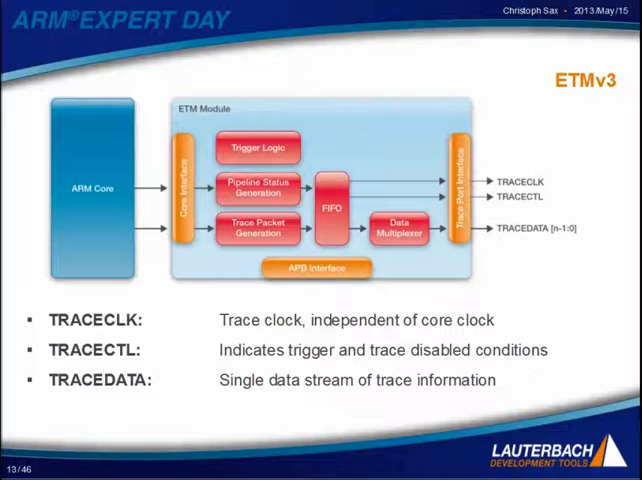 ARM®EXPERT DAY
Christoph Sax - 2013/May/15
ETMv3
ETM Module
ARM Core
Core Interface
Trigger Logic
Pipeline Status
Generation
Trace Packet
Generation
FIFO
Data
Multiplexer
Trace Port Interface
APB Interface
TRACECLK
TRACECTL
TRACEDATA [n-1:0]
▪ TRACECLK: Trace clock, independent of core clock
▪ TRACECTL: Indicates trigger and trace disabled conditions
▪ TRACEDATA: Single data stream of trace information
13/46
LAUTERBACH
DEVELOPMENT TOOLS